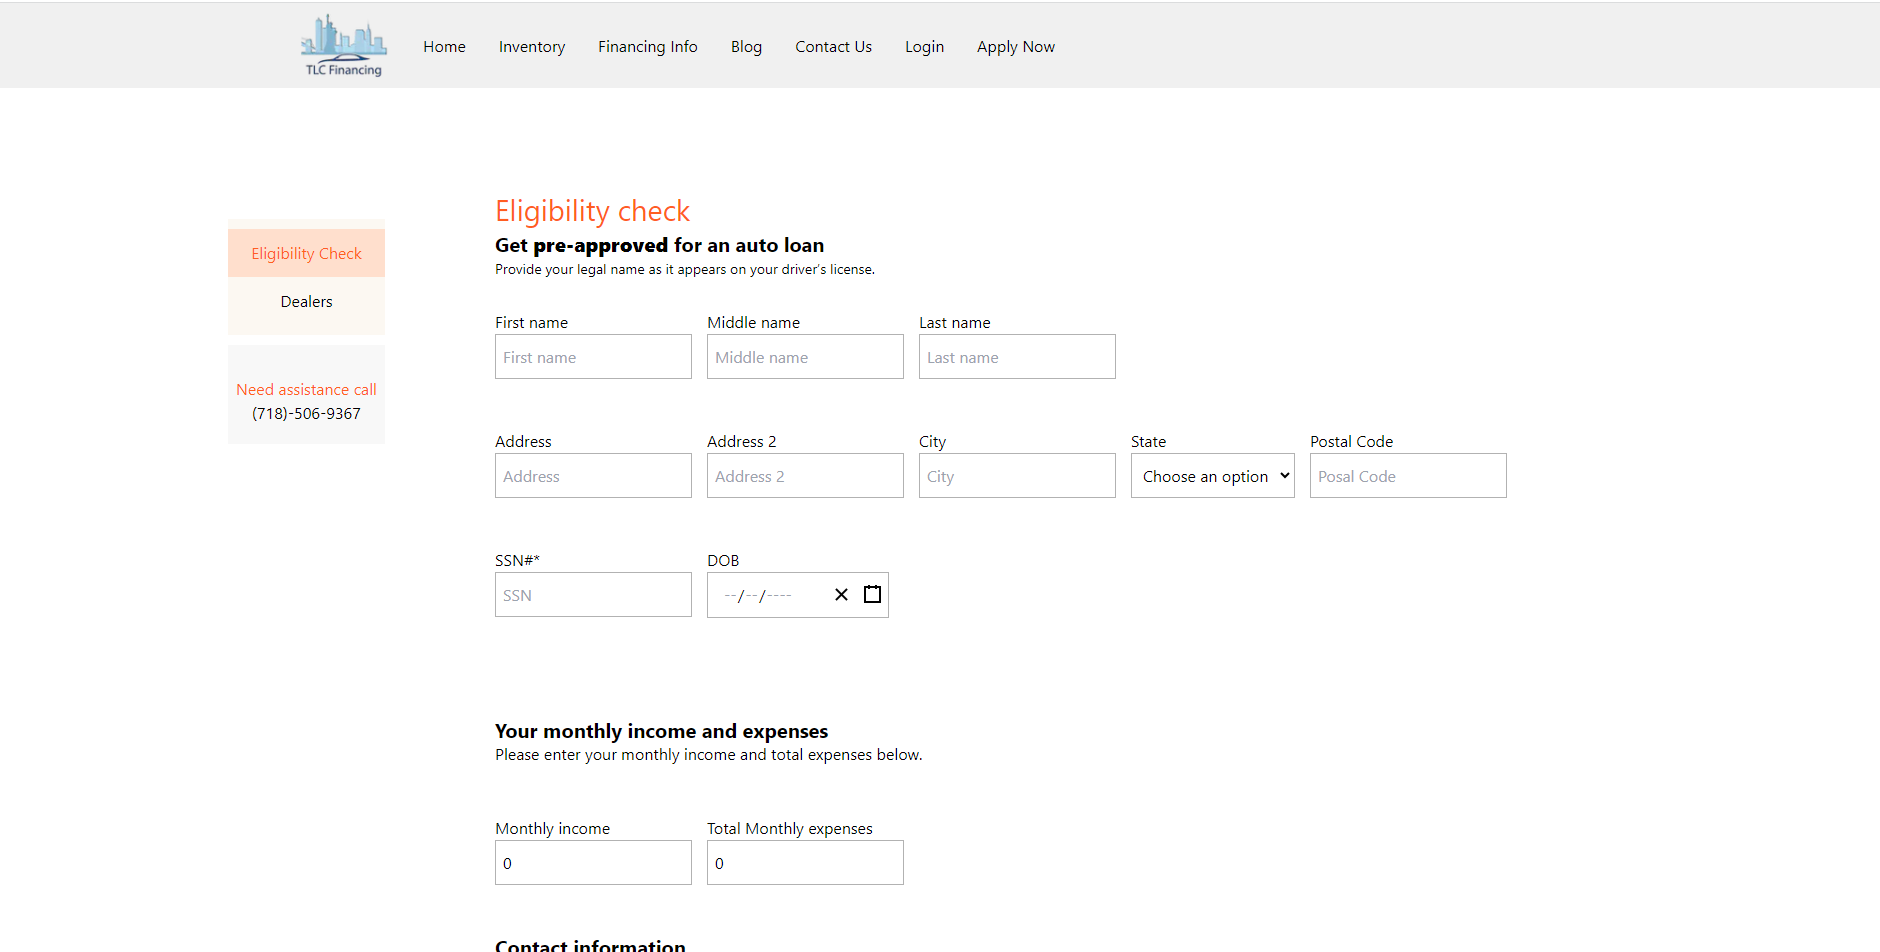 TLC Financing
Home Inventory Financing Info Blog Contact Us Login Apply Now
Eligibility Check
Dealers
Need assistance call
(718)-506-9367
Eligibility check
Get pre-approved for an auto loan
Provide your legal name as it appears on your driver's license.
First name Middle name Last name
First name Middle name Last name
Address Address 2 City State Postal Code
Address Address 2 City Choose an option Posal Code
SSN#* DOB
SSN --/--/----
Your monthly income and expenses
Please enter your monthly income and total expenses below.
Monthly income Total Monthly expenses
0 0
Contact information